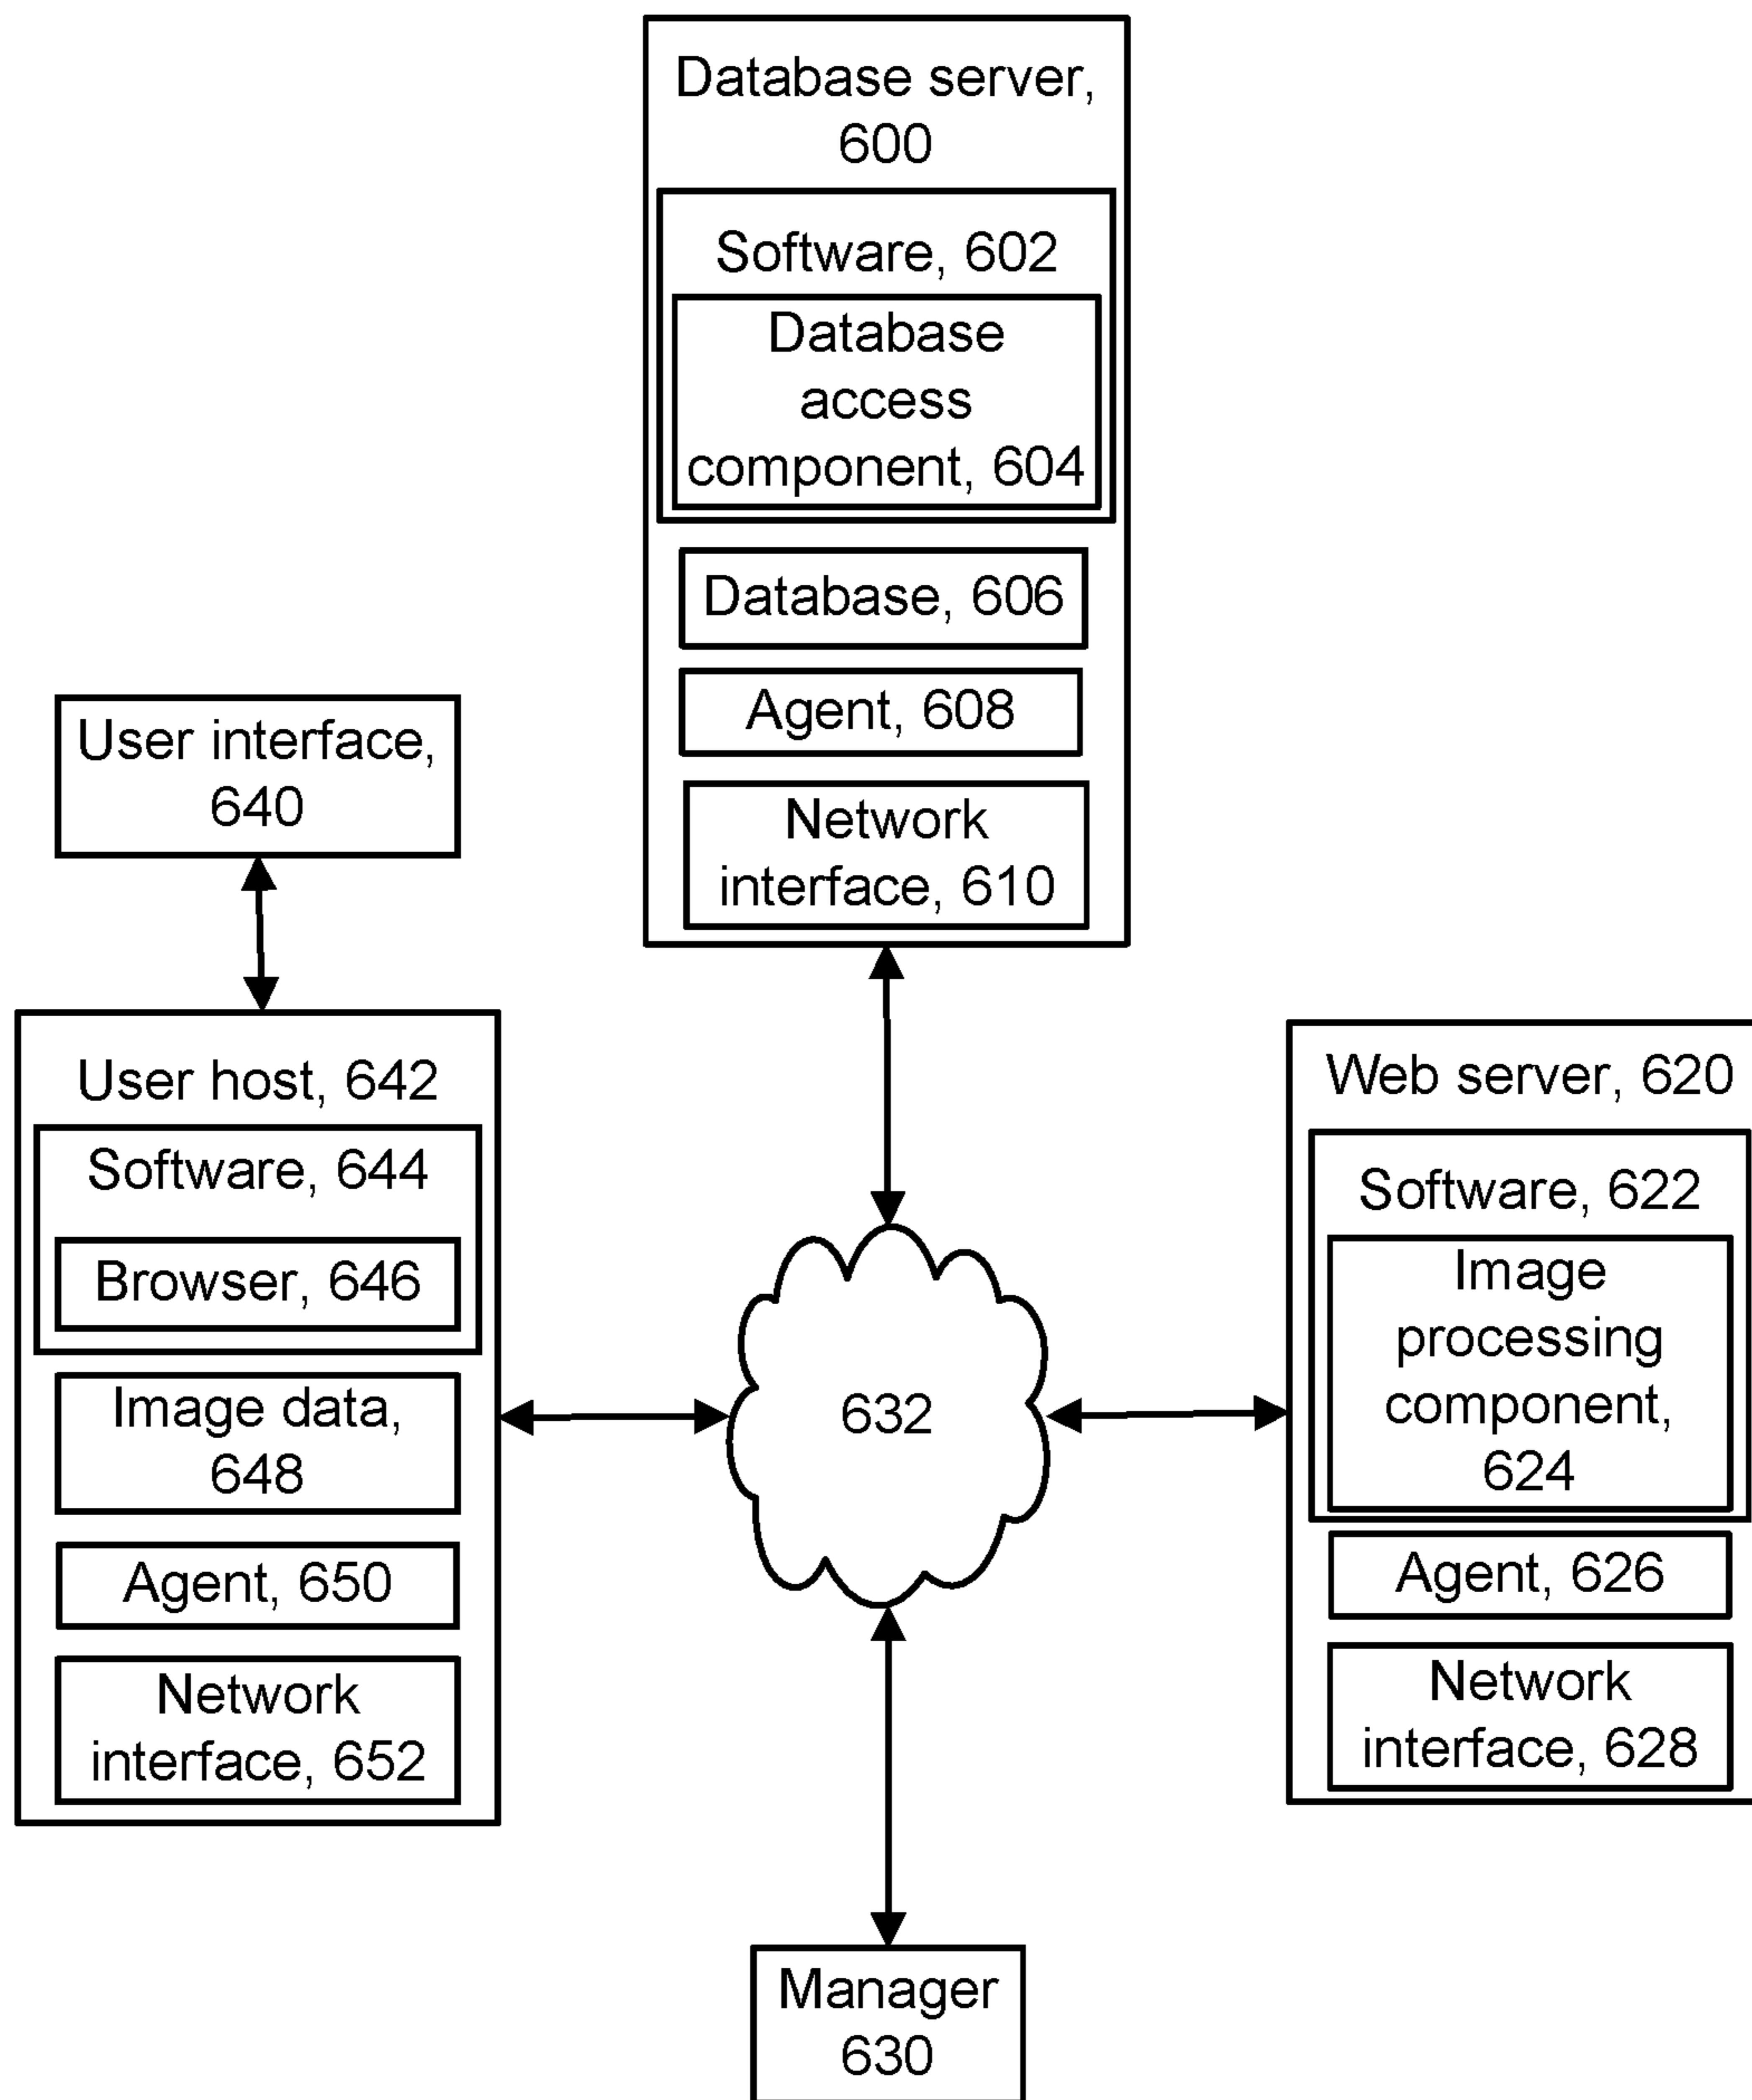 Database server,
600
Software, 602
Database
access
component, 604
Database, 606
Agent, 608
Network
interface, 610
User interface,
640
User host, 642
Software, 644
Browser, 646
Image data,
648
Agent, 650
Network
interface, 652
632
Web server, 620
Software, 622
Image
processing
component,
624
Agent, 626
Network
interface, 628
Manager
630